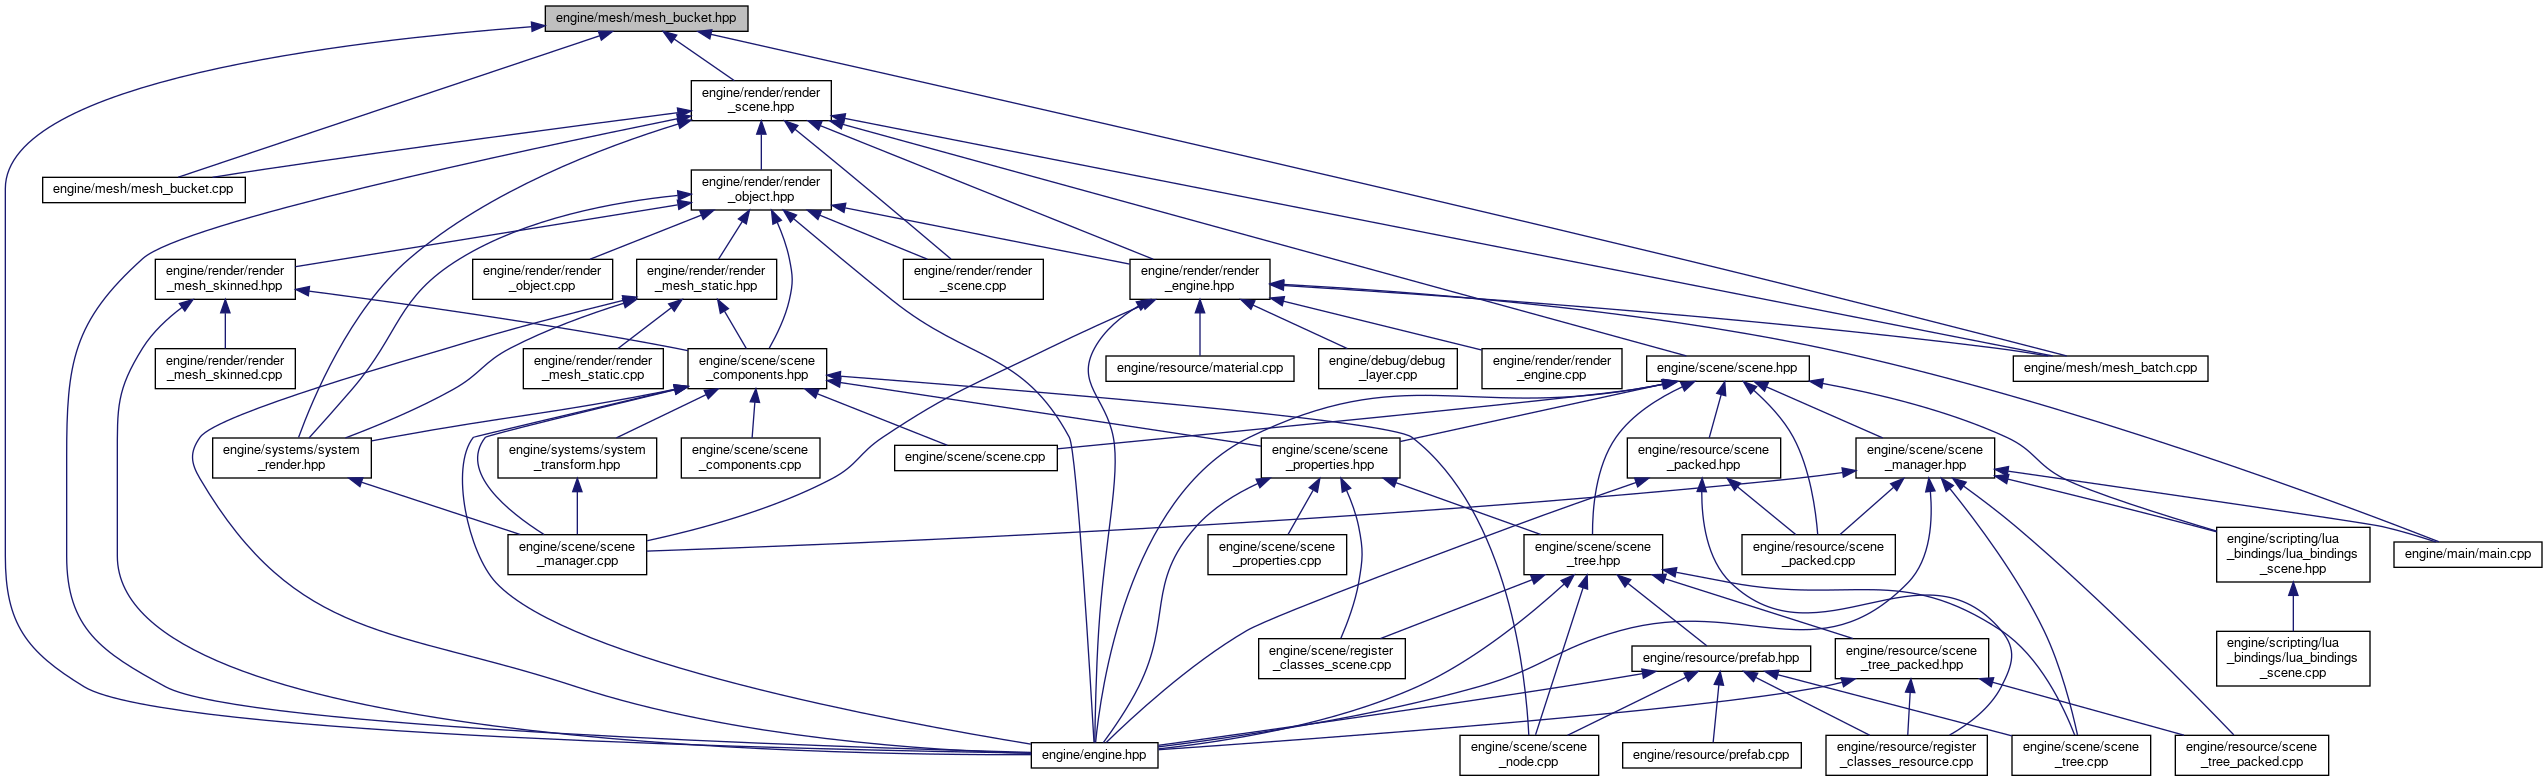 engine/mesh/mesh_bucket.hpp
engine/render/render
_scene.hpp
engine/mesh/mesh_bucket.cpp
engine/render/render
_object.hpp
engine/render/render
_mesh_skinned.hpp
engine/render/render
_object.cpp
engine/render/render
_mesh_static.hpp
engine/render/render
_scene.cpp
engine/render/render
_engine.hpp
engine/render/render
_mesh_skinned.cpp
engine/render/render
_mesh_static.cpp
engine/scene/scene
_components.hpp
engine/resource/material.cpp
engine/debug/debug
_layer.cpp
engine/render/render
_engine.cpp
engine/scene/scene.hpp
engine/mesh/mesh_batch.cpp
engine/systems/system
_render.hpp
engine/systems/system
_transform.hpp
engine/scene/scene
_components.cpp
engine/scene/scene.cpp
engine/scene/scene
_properties.hpp
engine/resource/scene
_packed.hpp
engine/scene/scene
_manager.hpp
engine/scene/scene
_manager.cpp
engine/scene/scene
_properties.cpp
engine/scene/scene
_tree.hpp
engine/resource/scene
_packed.cpp
engine/scripting/lua
_bindings/lua_bindings
_scene.hpp
engine/main/main.cpp
engine/scene/register
_classes_scene.cpp
engine/resource/prefab.hpp
engine/resource/scene
_tree_packed.hpp
engine/scripting/lua
_bindings/lua_bindings
_scene.cpp
engine/engine.hpp
engine/scene/scene
_node.cpp
engine/resource/prefab.cpp
engine/resource/register
_classes_resource.cpp
engine/scene/scene
_tree.cpp
engine/resource/scene
_tree_packed.cpp